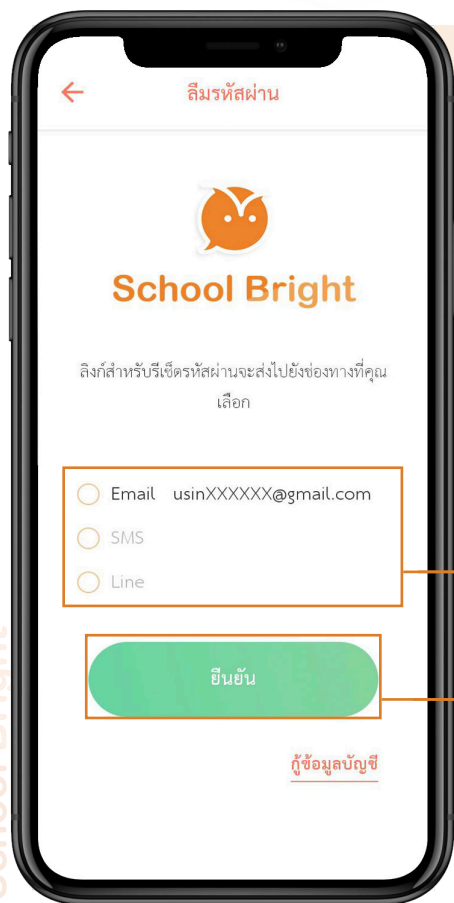 ลืมรหัสผ่าน
School Bright
ลิงก์สำหรับรีเซ็ตรหัสผ่านจะส่งไปยังช่องทางที่คุณ
เลือก
Email usinXXXXXX@gmail.com
SMS
Line
ยืนยัน
กู้ข้อมูลบัญชี
School Bright